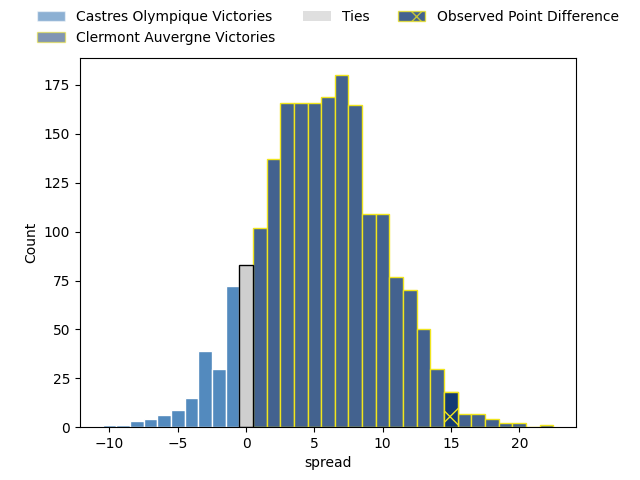 Castres Olympique Victories
Clermont Auvergne Victories
Ties
Observed Point Difference
175
150
125
100
75
50
25
0
Count
−10
−5
0
5
10
15
20
spread